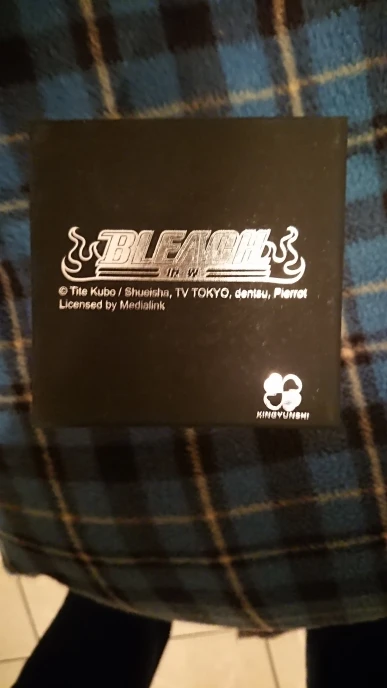 BLEACH
© Tite Kubo / Shueisha, TV TOKYO, dentsu, Pierrot
Licensed by Medialink
KINGYUNSHI